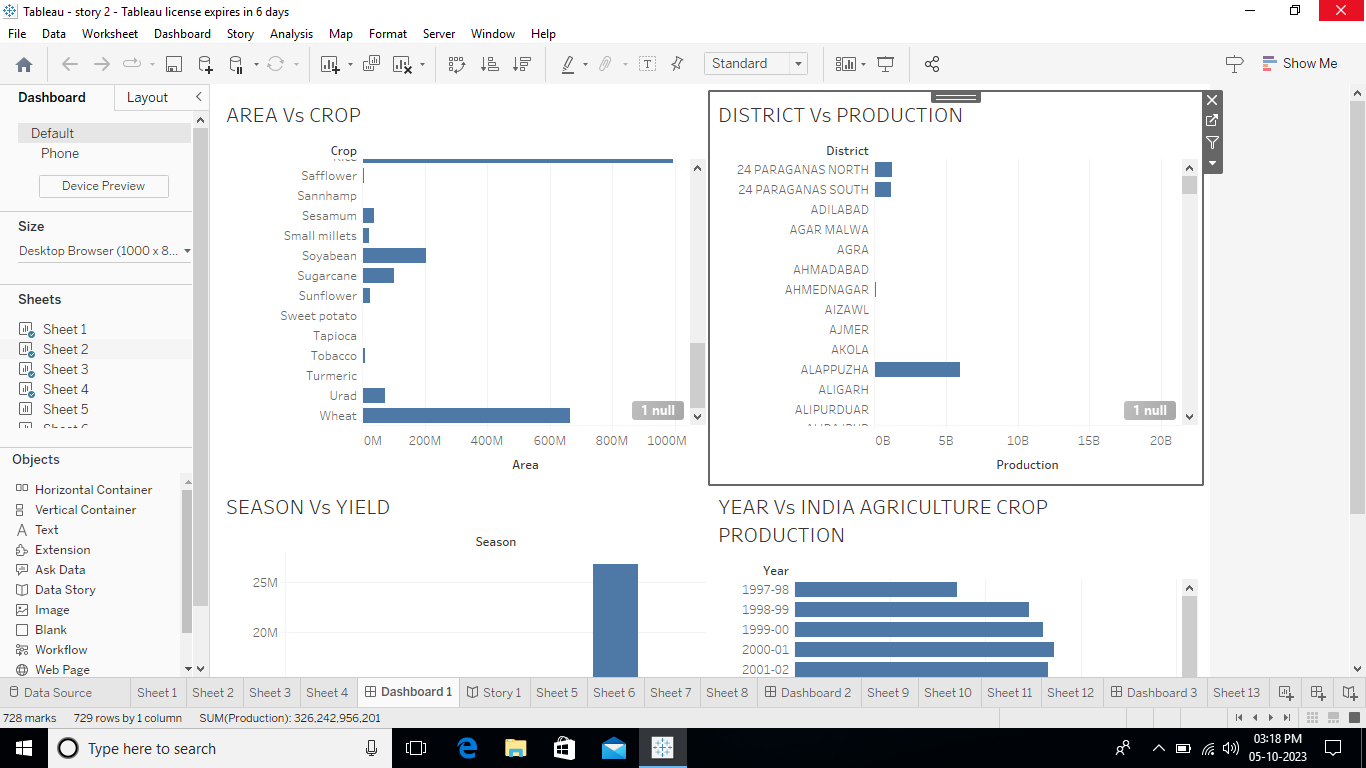 Tableau - story 2 - Tableau license expires in 6 days
File Data Worksheet Dashboard Story Analysis Map Format Server Window Help
Standard
Show Me
Dashboard Layout
Default
Phone
Device Preview
Size
Desktop Browser (1000 x 8...
Sheets
Sheet 1
Sheet 2
Sheet 3
Sheet 4
Sheet 5
Objects
Horizontal Container
Vertical Container
Text
Extension
Ask Data
Data Story
Image
Blank
Workflow
Web Page
AREA Vs CROP
Crop
Safflower
Sannhamp
Sesamum
Small millets
Soyabean
Sugarcane
Sunflower
Sweet potato
Tapioca
Tobacco
Turmeric
Urad
Wheat
1 null
0M 200M 400M 600M 800M 1000M
Area
DISTRICT Vs PRODUCTION
District
24 PARAGANAS NORTH
24 PARAGANAS SOUTH
ADILABAD
AGAR MALWA
AGRA
AHMADABAD
AHMEDNAGAR
AIZAWL
AJMER
AKOLA
ALAPPUZHA
ALIGARH
ALIPURDUAR
1 null
0B 5B 10B 15B 20B
Production
SEASON Vs YIELD
Season
25M
20M
YEAR Vs INDIA AGRICULTURE CROP
PRODUCTION
Year
1997-98
1998-99
1999-00
2000-01
2001-02
Data Source Sheet 1 Sheet 2 Sheet 3 Sheet 4 Dashboard 1 Story 1 Sheet 5 Sheet 6 Sheet 7 Sheet 8 Dashboard 2 Sheet 9 Sheet 10 Sheet 11 Sheet 12 Dashboard 3 Sheet 13
728 marks 729 rows by 1 column SUM(Production): 326,242,956,201
Type here to search
03:18 PM
05-10-2023